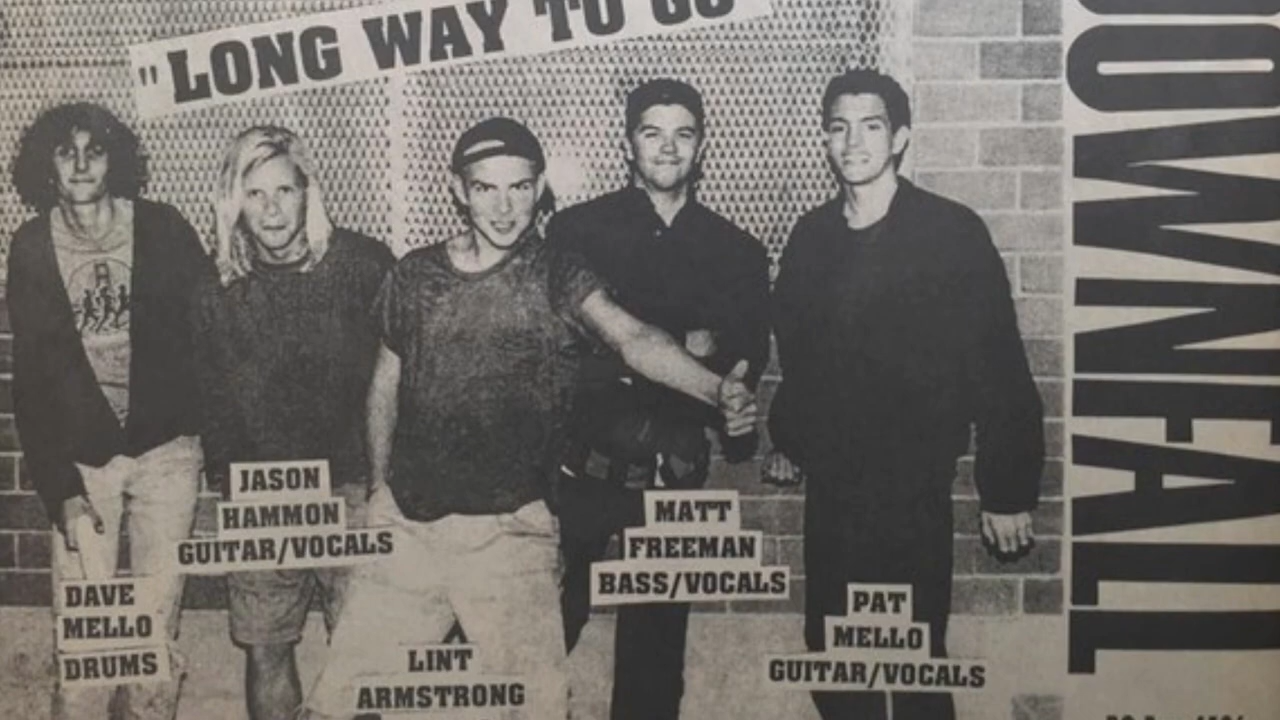 "LONG WAY TO GO"
DOWNFALL
JASON
HAMMON
GUITAR/VOCALS
MATT
FREEMAN
BASS/VOCALS
DAVE
MELLO
DRUMS
PAT
MELLO
GUITAR/VOCALS
LINT
ARMSTRONG